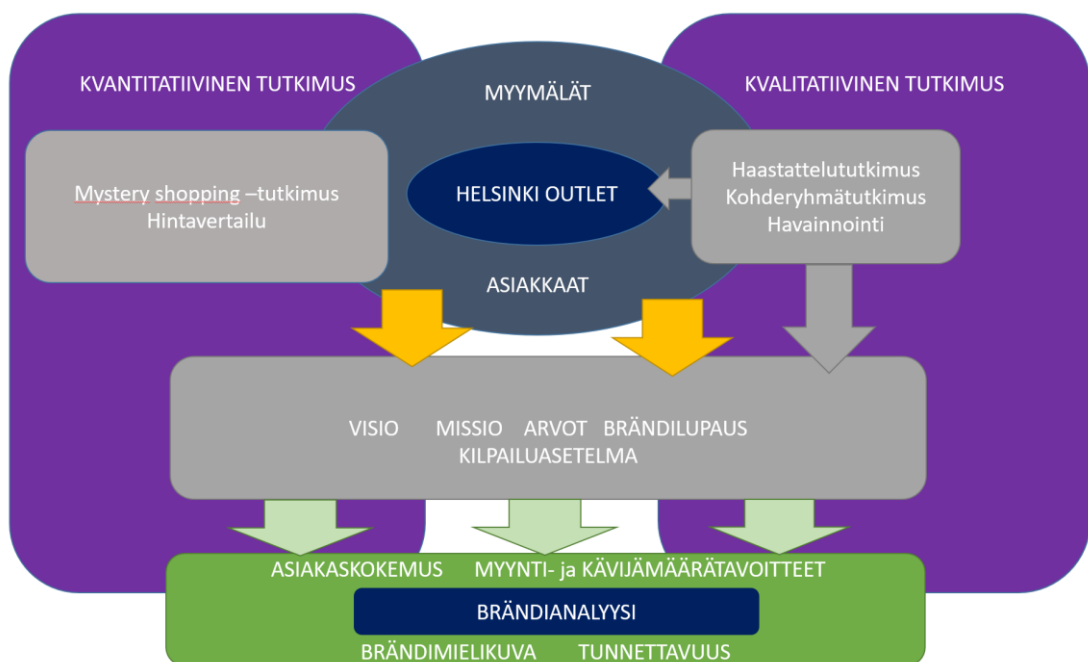 KVANTITATIIVINEN TUTKIMUS
MYYMÄLÄT
KVALITATIIVINEN TUTKIMUS
Mystery shopping –tutkimus
Hintavertailu
HELSINKI OUTLET
Haastattelututkimus
Kohderyhmätutkimus
Havainnointi
ASIAKKAAT
VISIO MISSIO ARVOT BRÄNDILUPAUS
KILPAILUASETELMA
ASIAKASKOKEMUS MYYNTI- ja KÄVIJÄMÄÄRÄTAVOITTEET
BRÄNDIANALYYSI
BRÄNDIMIELIKUVA TUNNETTAVUUS